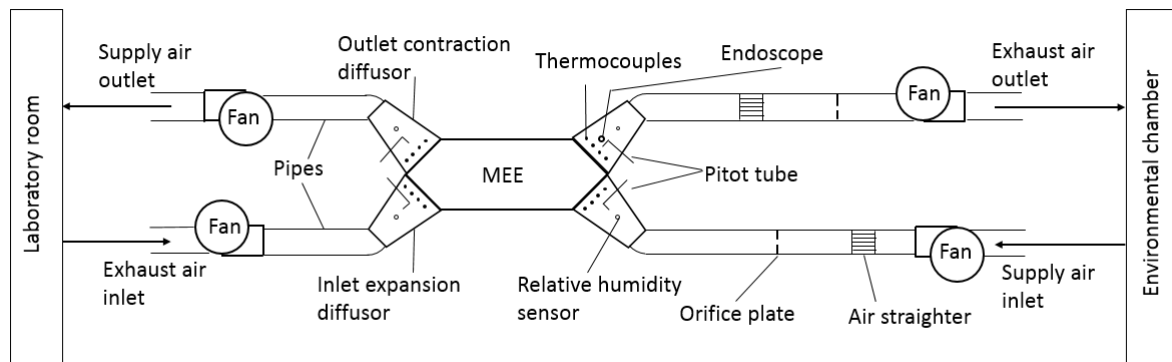 Laboratory room
Supply air
outlet
Outlet contraction
diffusor
Thermocouples
Endoscope
Exhaust air
outlet
Fan
Fan
Pipes
MEE
Pitot tube
Fan
Fan
Exhaust air
inlet
Inlet expansion
diffusor
Relative humidity
sensor
Orifice plate
Air straighter
Supply air
inlet
Environmental chamber